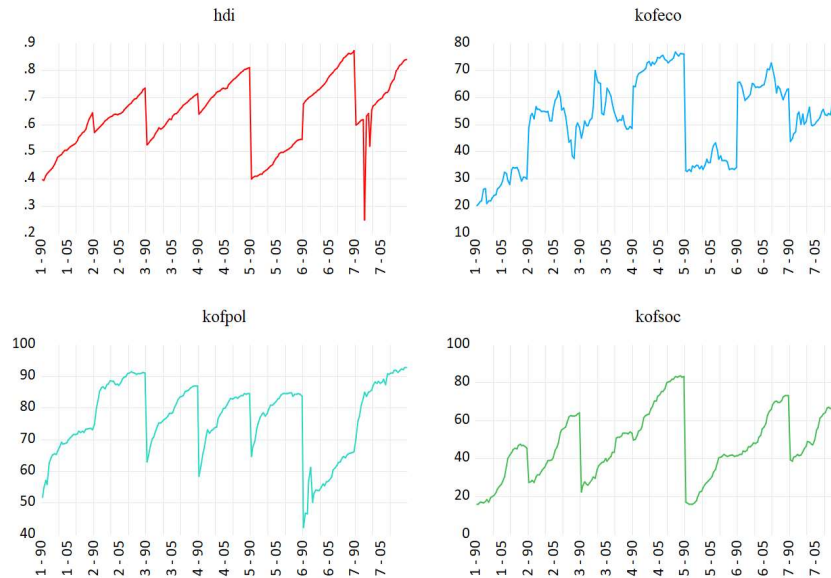 hdi
.9
.8
.7
.6
.5
.4
.3
.2
1 - 90
1 - 05
2 - 90
2 - 05
3 - 90
3 - 05
4 - 90
4 - 05
5 - 90
5 - 05
6 - 90
6 - 05
7 - 90
7 - 05
kofeco
80
70
60
50
40
30
20
10
1 - 90
1 - 05
2 - 90
2 - 05
3 - 90
3 - 05
4 - 90
4 - 05
5 - 90
5 - 05
6 - 90
6 - 05
7 - 90
7 - 05
kofpol
100
90
80
70
60
50
40
1 - 90
1 - 05
2 - 90
2 - 05
3 - 90
3 - 05
4 - 90
4 - 05
5 - 90
5 - 05
6 - 90
6 - 05
7 - 90
7 - 05
kofsoc
100
80
60
40
20
0
1 - 90
1 - 05
2 - 90
2 - 05
3 - 90
3 - 05
4 - 90
4 - 05
5 - 90
5 - 05
6 - 90
6 - 05
7 - 90
7 - 05